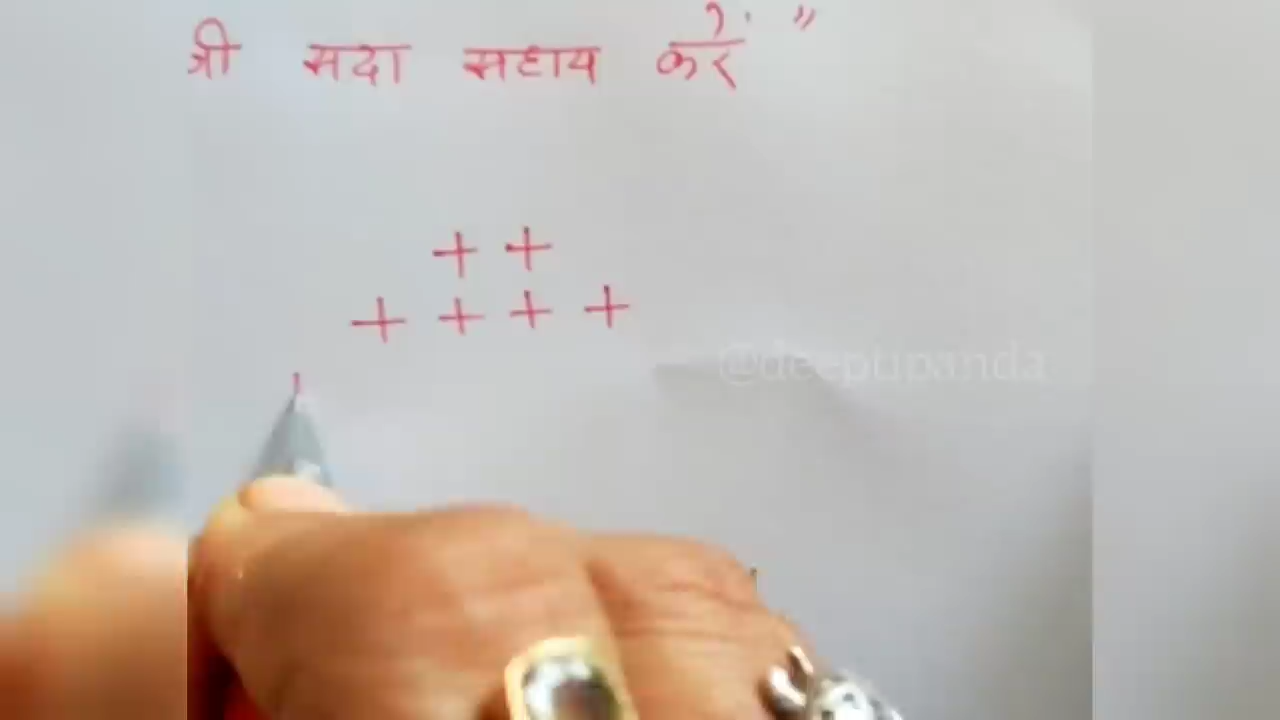 श्री सदा सहाय करें"
+ +
+ + + +
@deeptipanda